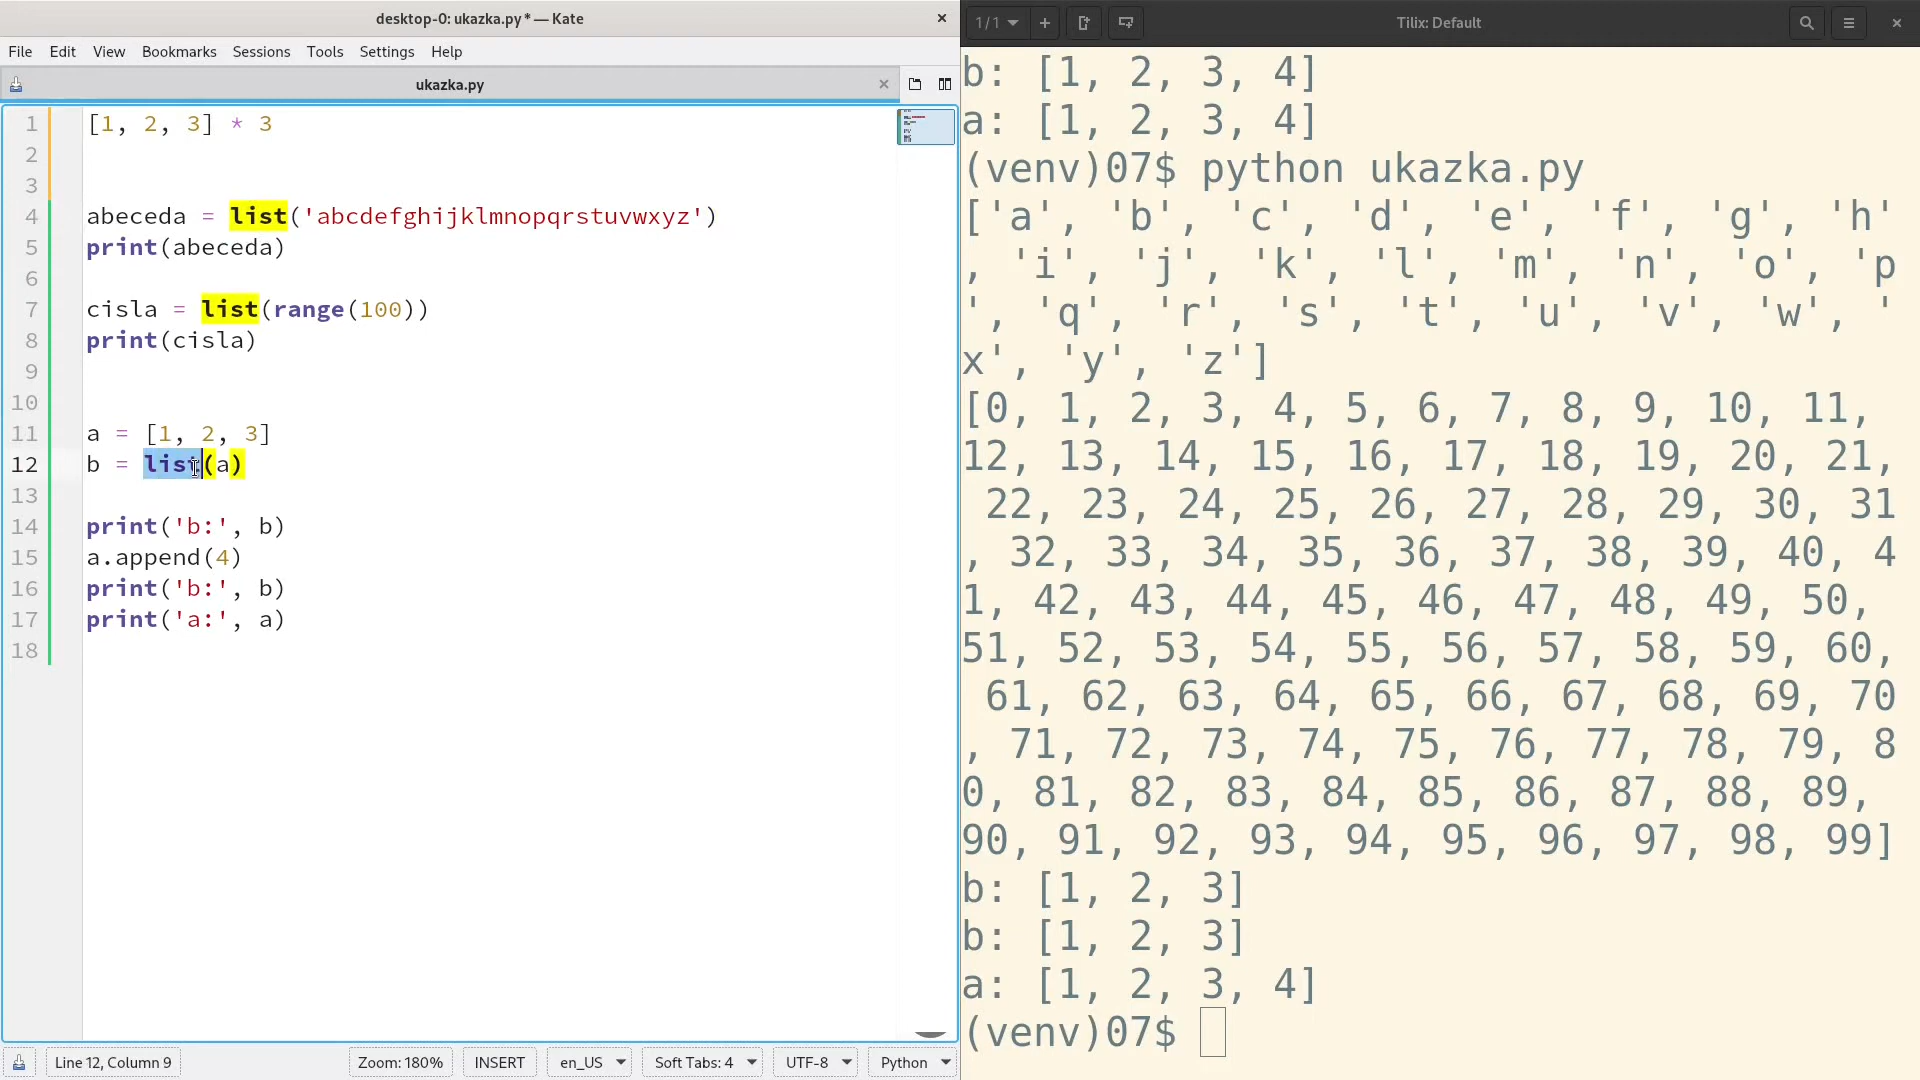 desktop-0: ukazka.py * — Kate
File Edit View Bookmarks Sessions Tools Settings Help
ukazka.py
1 [1, 2, 3] * 3
2
3
4 abeceda = list('abcdefghijklmnopqrstuvwxyz')
5 print(abeceda)
6
7 cisla = list(range(100))
8 print(cisla)
9
10
11 a = [1, 2, 3]
12 b = list(a)
13
14 print('b:', b)
15 a.append(4)
16 print('b:', b)
17 print('a:', a)
18
Line 12, Column 9 Zoom: 180% INSERT en_US Soft Tabs: 4 UTF-8 Python
1/1 Tilix: Default
b: [1, 2, 3, 4]
a: [1, 2, 3, 4]
(venv)07$ python ukazka.py
['a', 'b', 'c', 'd', 'e', 'f', 'g', 'h'
, 'i', 'j', 'k', 'l', 'm', 'n', 'o', 'p
', 'q', 'r', 's', 't', 'u', 'v', 'w', '
x', 'y', 'z']
[0, 1, 2, 3, 4, 5, 6, 7, 8, 9, 10, 11,
12, 13, 14, 15, 16, 17, 18, 19, 20, 21,
22, 23, 24, 25, 26, 27, 28, 29, 30, 31
, 32, 33, 34, 35, 36, 37, 38, 39, 40, 4
1, 42, 43, 44, 45, 46, 47, 48, 49, 50,
51, 52, 53, 54, 55, 56, 57, 58, 59, 60,
61, 62, 63, 64, 65, 66, 67, 68, 69, 70
, 71, 72, 73, 74, 75, 76, 77, 78, 79, 8
0, 81, 82, 83, 84, 85, 86, 87, 88, 89,
90, 91, 92, 93, 94, 95, 96, 97, 98, 99]
b: [1, 2, 3]
b: [1, 2, 3]
a: [1, 2, 3, 4]
(venv)07$